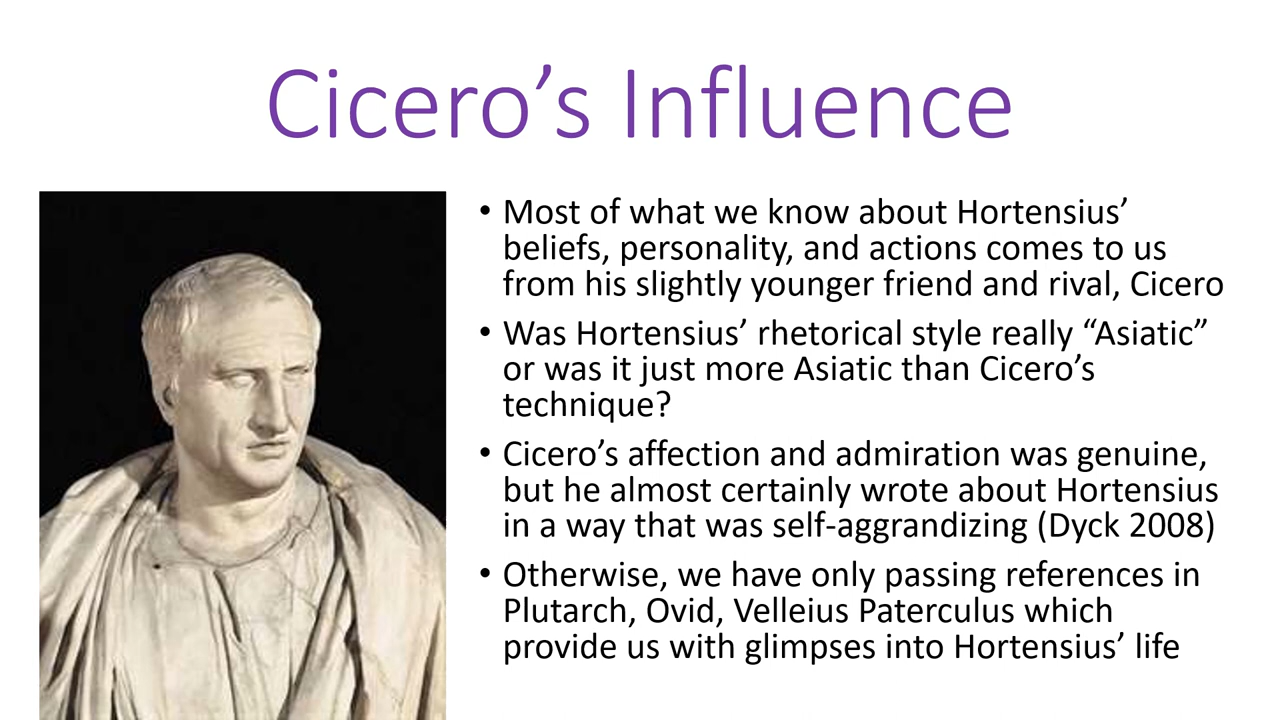 Cicero’s Influence
• Most of what we know about Hortensius’
beliefs, personality, and actions comes to us
from his slightly younger friend and rival, Cicero
• Was Hortensius’ rhetorical style really “Asiatic”
or was it just more Asiatic than Cicero’s
technique?
• Cicero’s affection and admiration was genuine,
but he almost certainly wrote about Hortensius
in a way that was self-aggrandizing (Dyck 2008)
• Otherwise, we have only passing references in
Plutarch, Ovid, Velleius Paterculus which
provide us with glimpses into Hortensius’ life